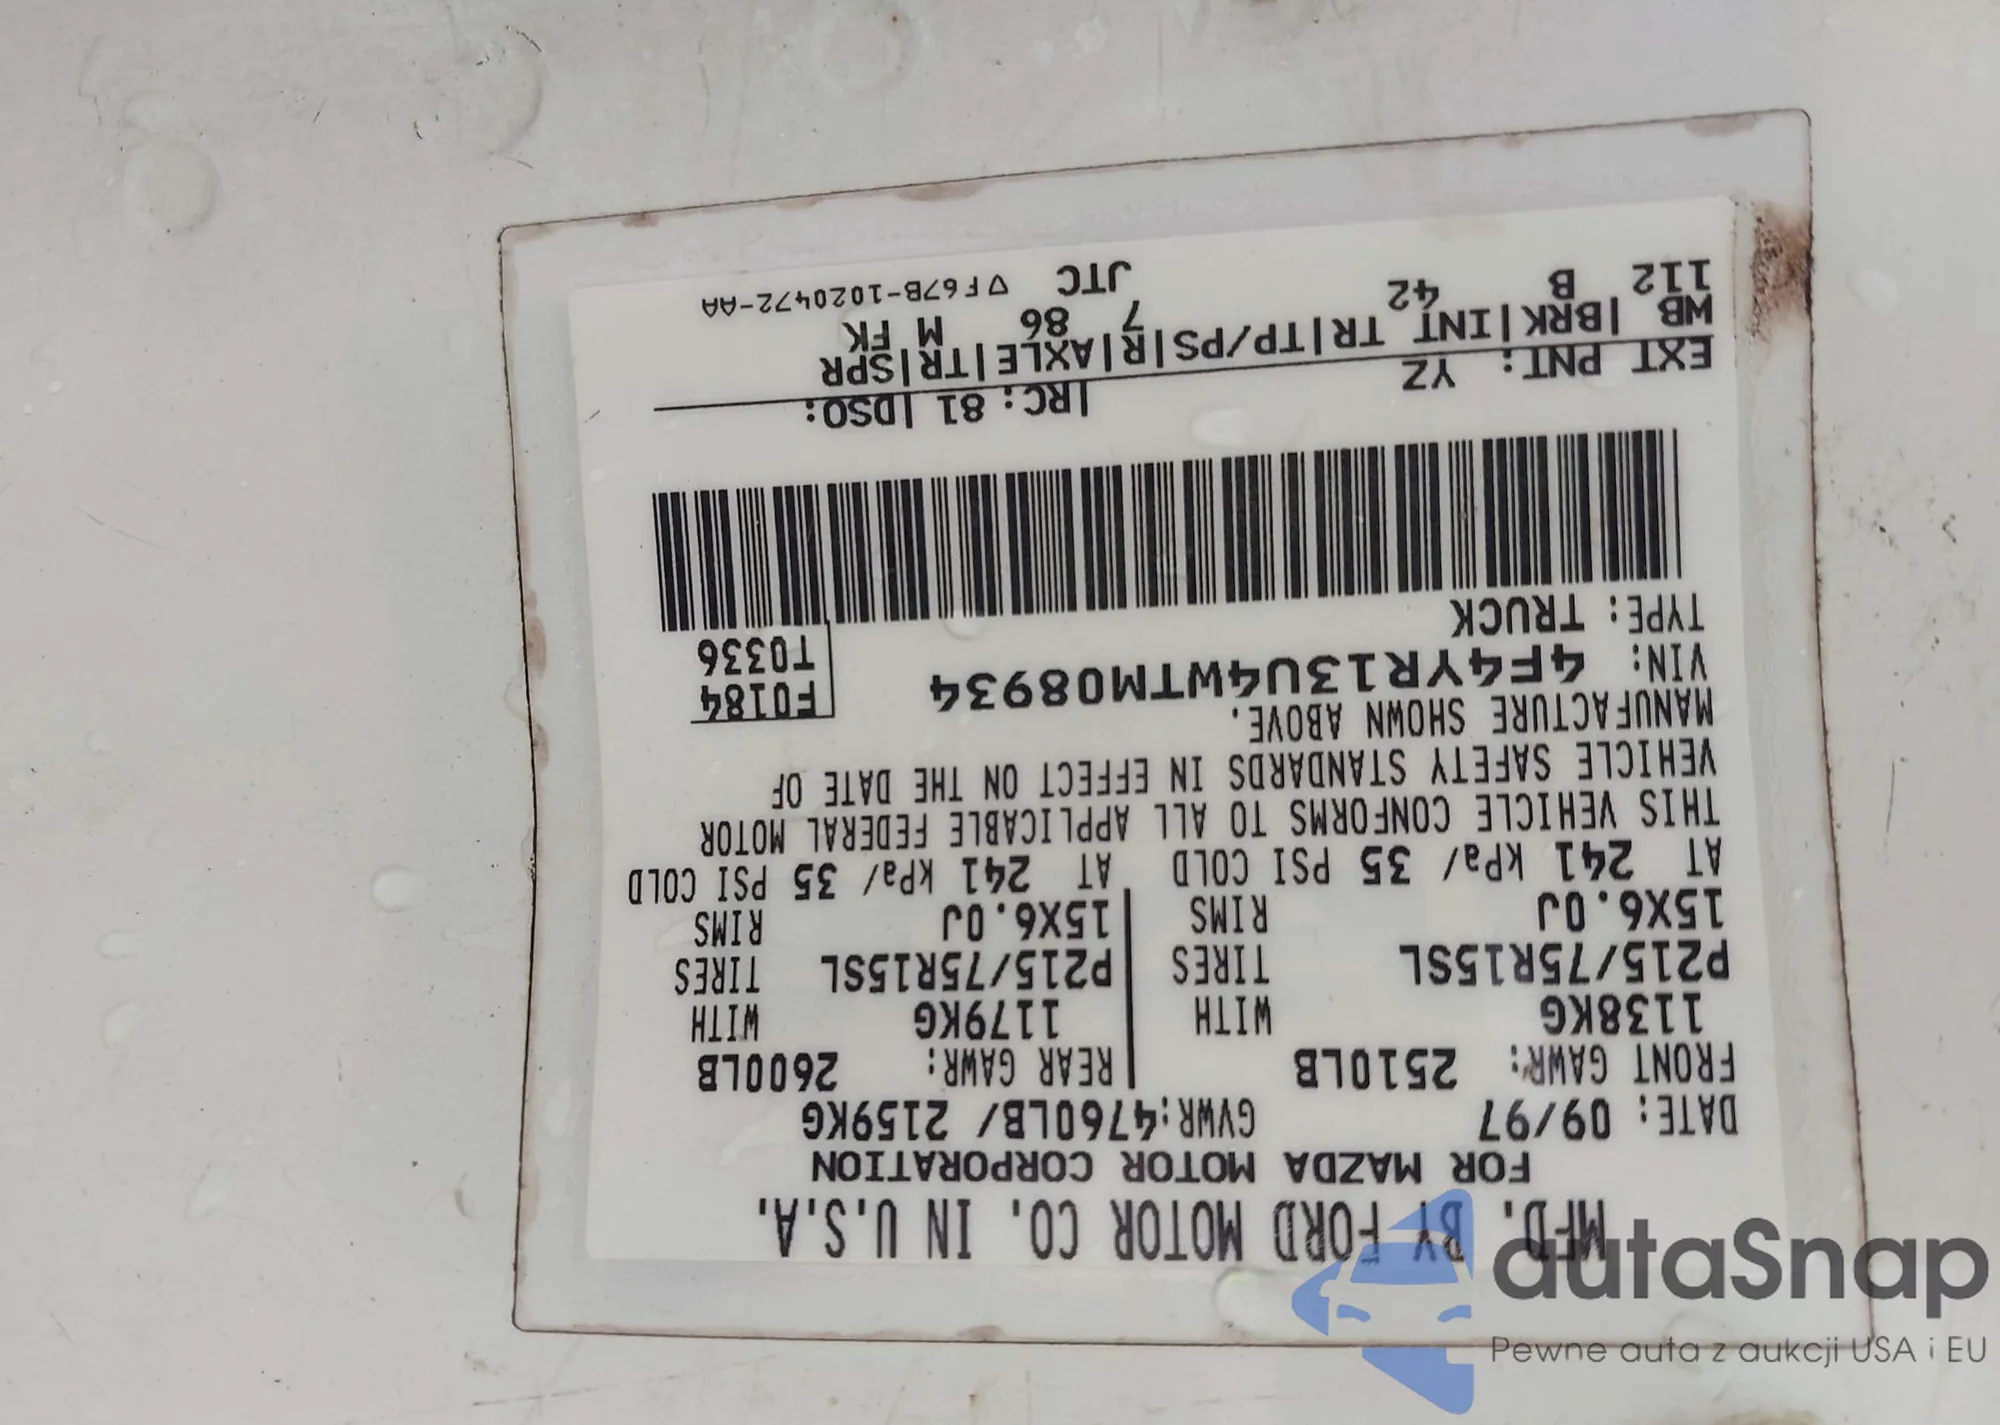 MFD. BY FORD MOTOR CO. IN U.S.A.
FOR MAZDA MOTOR CORPORATION
DATE: 09/97 GVWR:4760LB/ 2159KG
FRONT GAWR: 2510LB REAR GAWR: 2600LB
1138KG WITH 1179KG WITH
P215/75R15SL TIRES P215/75R15SL TIRES
15X6.0J RIMS 15X6.0J RIMS
AT 241 kPa/ 35 PSI COLD AT 241 kPa/ 35 PSI COLD
THIS VEHICLE CONFORMS TO ALL APPLICABLE FEDERAL MOTOR
VEHICLE SAFETY STANDARDS IN EFFECT ON THE DATE OF
MANUFACTURE SHOWN ABOVE.
VIN: 4F4YR13U4WTM08934 F0184
TYPE: TRUCK T0336
EXT PNT: YZ |RC: 81 |DSO:
WB |BRK|INT TR|TP/PS|R|AXLE|TR|SPR
112 B 42 7 86 M FK
JTC ∇F67B-1020472-AA
autaSnap
Pewne auta z aukcji USA i EU